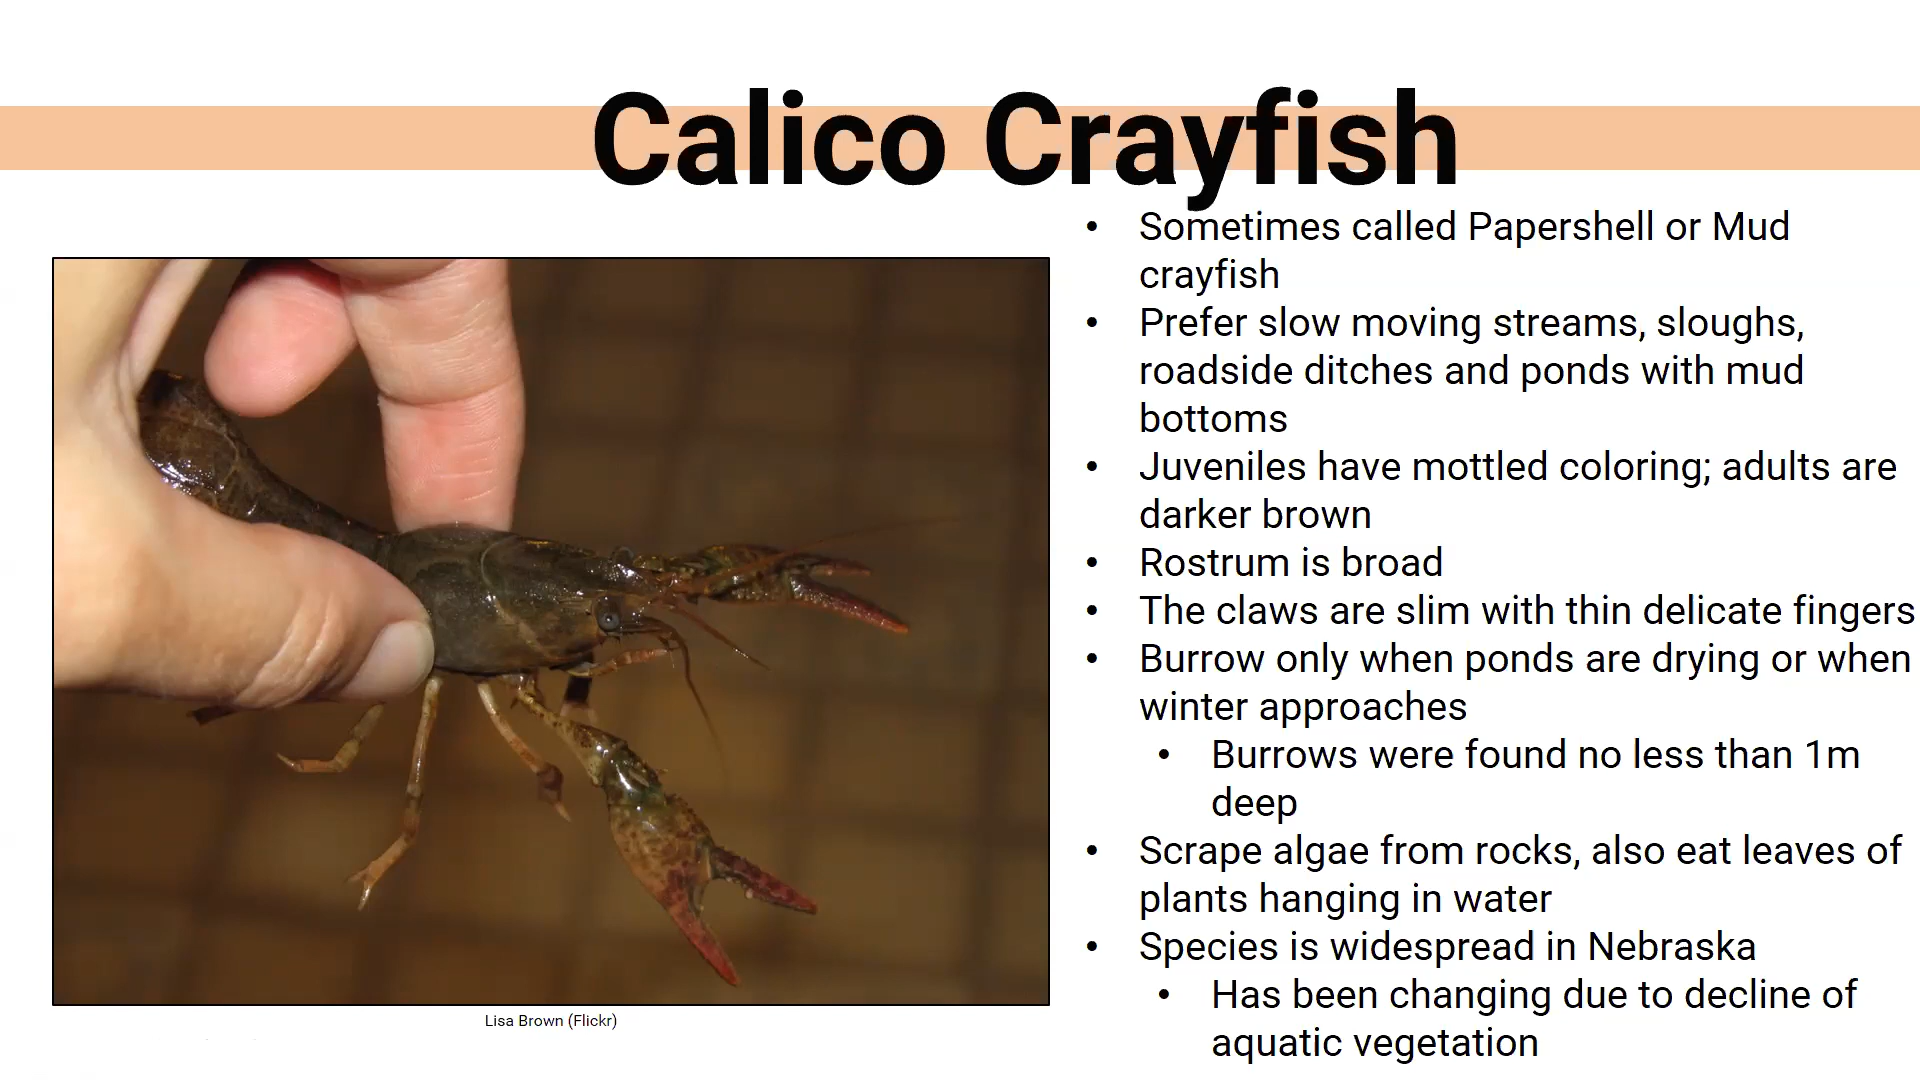 Calico Crayfish
• Sometimes called Papershell or Mud
crayfish
• Prefer slow moving streams, sloughs,
roadside ditches and ponds with mud
bottoms
• Juveniles have mottled coloring; adults are
darker brown
• Rostrum is broad
• The claws are slim with thin delicate fingers
• Burrow only when ponds are drying or when
winter approaches
• Burrows were found no less than 1m
deep
• Scrape algae from rocks, also eat leaves of
plants hanging in water
• Species is widespread in Nebraska
• Has been changing due to decline of
aquatic vegetation
Lisa Brown (Flickr)